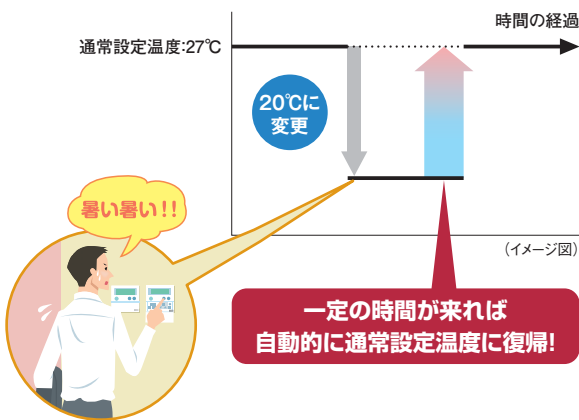 時間の経過
通常設定温度:27℃
20℃に
変更
暑い暑い!!
(イメージ図)
一定の時間が来れば
自動的に通常設定温度に復帰!